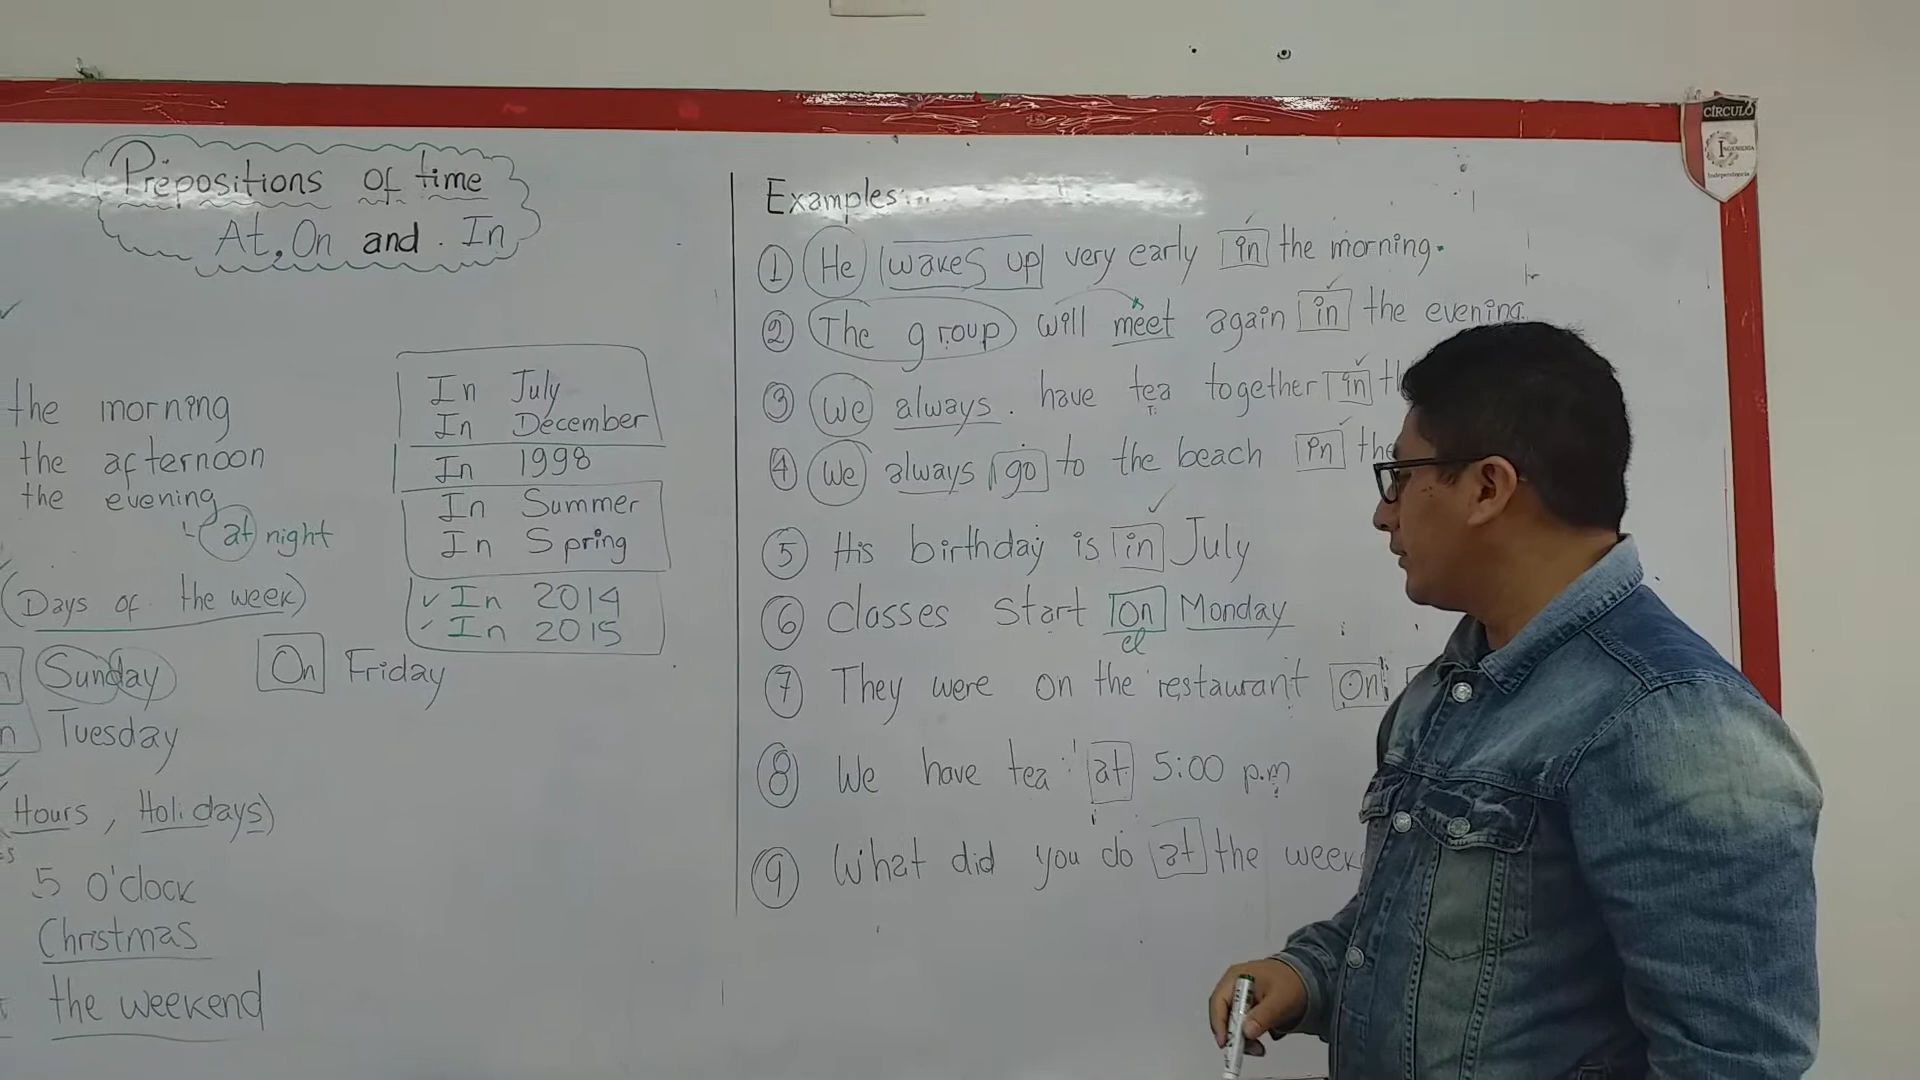 Prepositions of time
At, On and In
the morning
the afternoon
the evening
at night
(Days of the week)
Sunday
On Friday
Tuesday
Hours, Holidays)
5 o'clock
Christmas
the weekend
In July
In December
In 1998
In Summer
In Spring
In 2014
In 2015
Examples:
1 He wakes up very early in the morning.
2 The group will meet again in the evening
3 We always have tea together in
4 We always go to the beach in the
5 His birthday is in July
6 Classes start on Monday
el
7 They were on the restaurant On
8 We have tea at 5:00 p.m
9 What did you do at the
CÍRCULO
INGENIERIA
Independencia